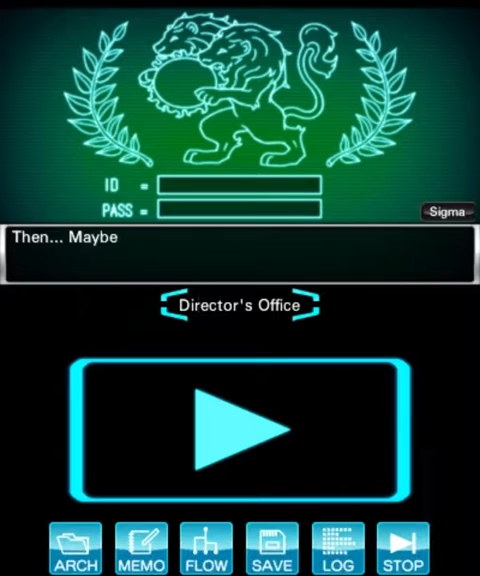 ID =
PASS =
Sigma
Then... Maybe
Director's Office
ARCH
MEMO
FLOW
SAVE
LOG
STOP